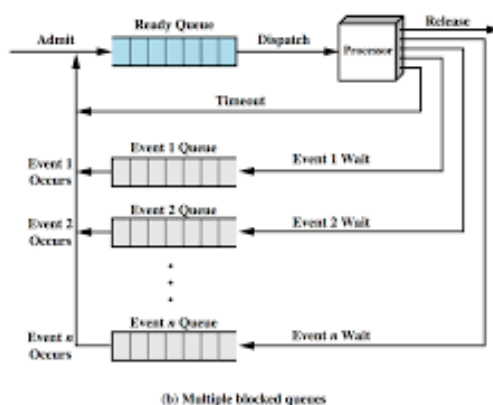 Release
Ready Queue
Admit
Dispatch
Processor
Timeout
Event 1 Queue
Event 1
Occurs
Event 1 Wait
Event 2 Queue
Event 2
Occurs
Event 2 Wait
Event n Queue
Event n
Occurs
Event n Wait
(b) Multiple blocked queues